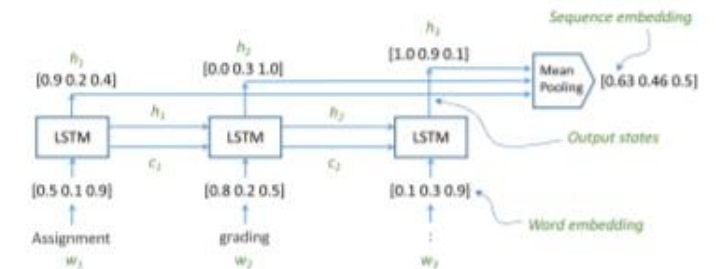 Sequence embedding
h₁
h₂
h₃
[0.9 0.2 0.4]
[0.0 0.3 1.0]
[1.0 0.9 0.1]
Mean
Pooling
[0.63 0.46 0.5]
h₁
h₂
LSTM
LSTM
LSTM
Output states
c₁
c₂
[0.5 0.1 0.9]
[0.8 0.2 0.5]
[0.1 0.3 0.9]
Word embedding
Assignment
grading
:
w₁
w₂
w₃